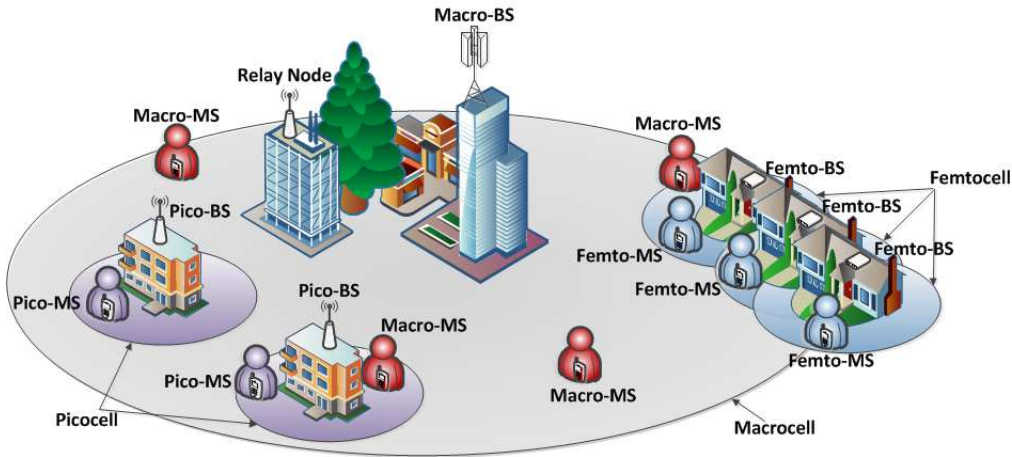 Macro-BS
Relay Node
Macro-MS
Macro-MS
Femto-BS
Femtocell
Pico-BS
Femto-BS
Femto-MS
Femto-BS
Pico-MS
Femto-MS
Pico-BS
Macro-MS
Femto-MS
Pico-MS
Macro-MS
Picocell
Macrocell